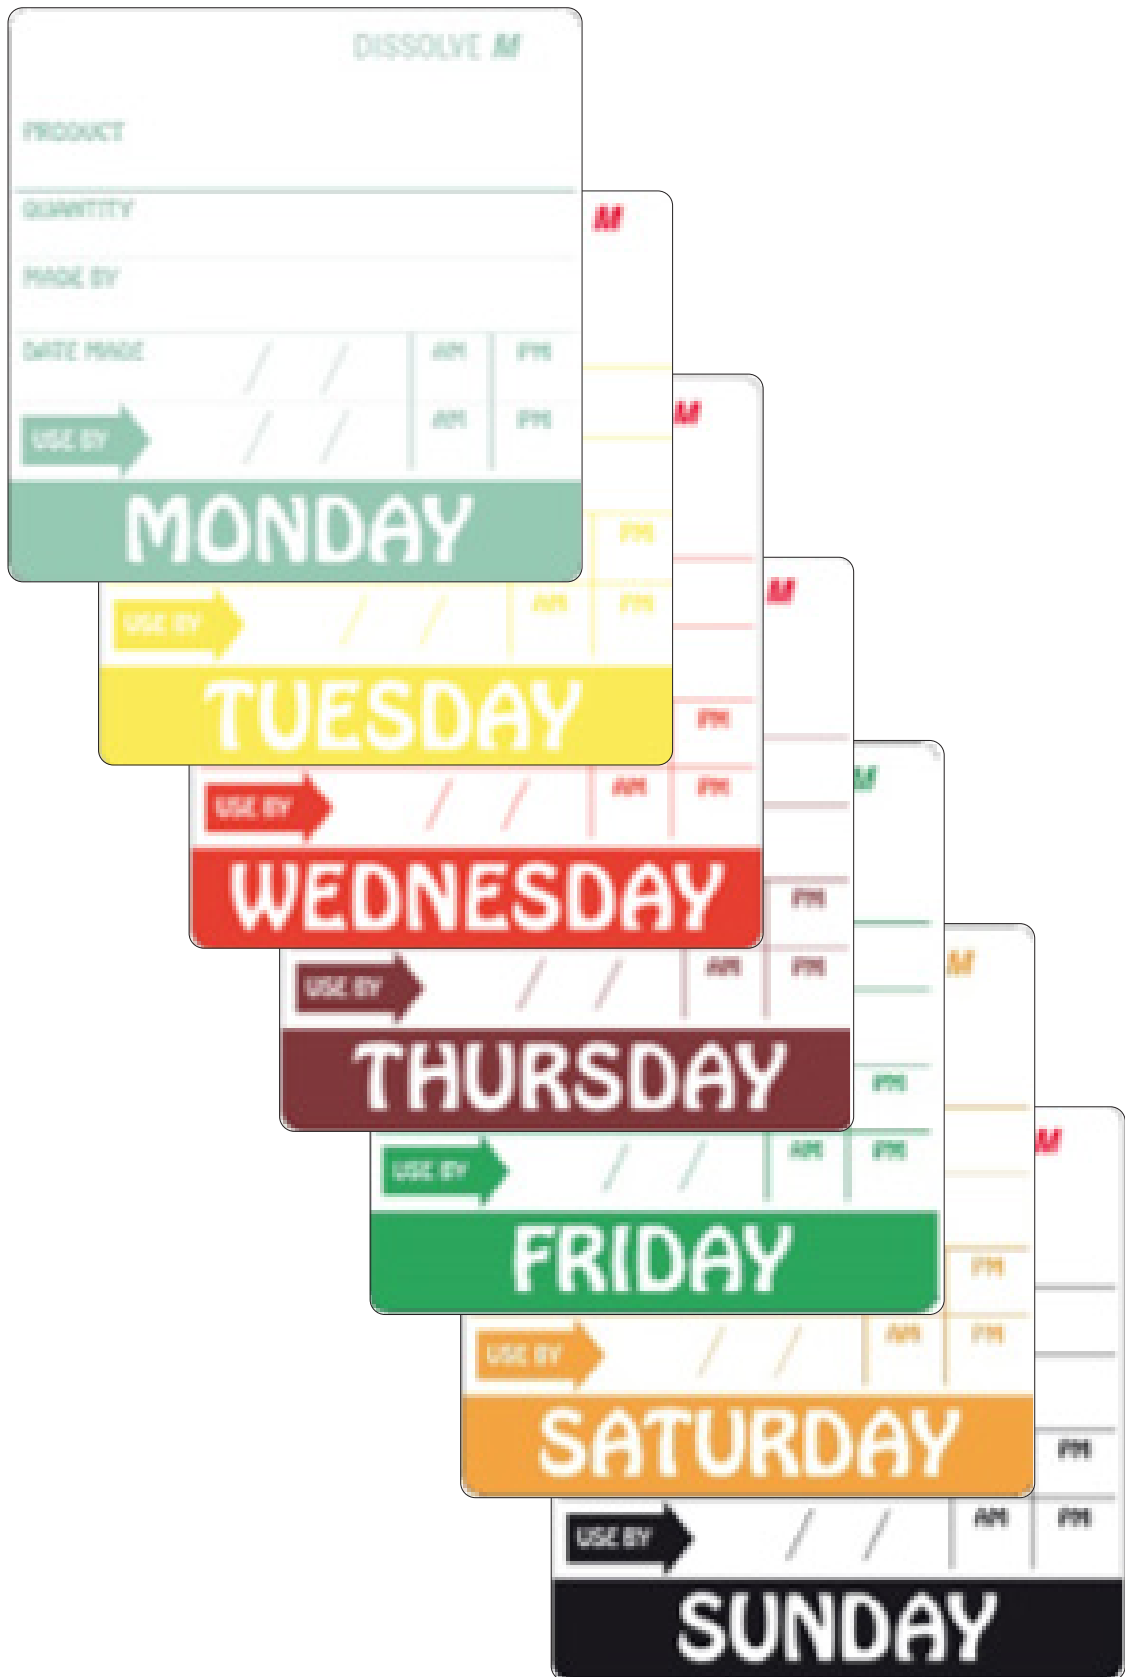 DISSOLVE M
PRODUCT
QUANTITY
MADE BY
DATE MADE / / AM PM
USE BY / / AM PM
MONDAY
M
PM
USE BY / / AM PM
TUESDAY
M
PM
USE BY / / AM PM
WEDNESDAY
M
PM
USE BY / / AM PM
THURSDAY
M
PM
USE BY / / AM PM
FRIDAY
M
PM
USE BY / / AM PM
SATURDAY
M
PM
USE BY / / AM PM
SUNDAY